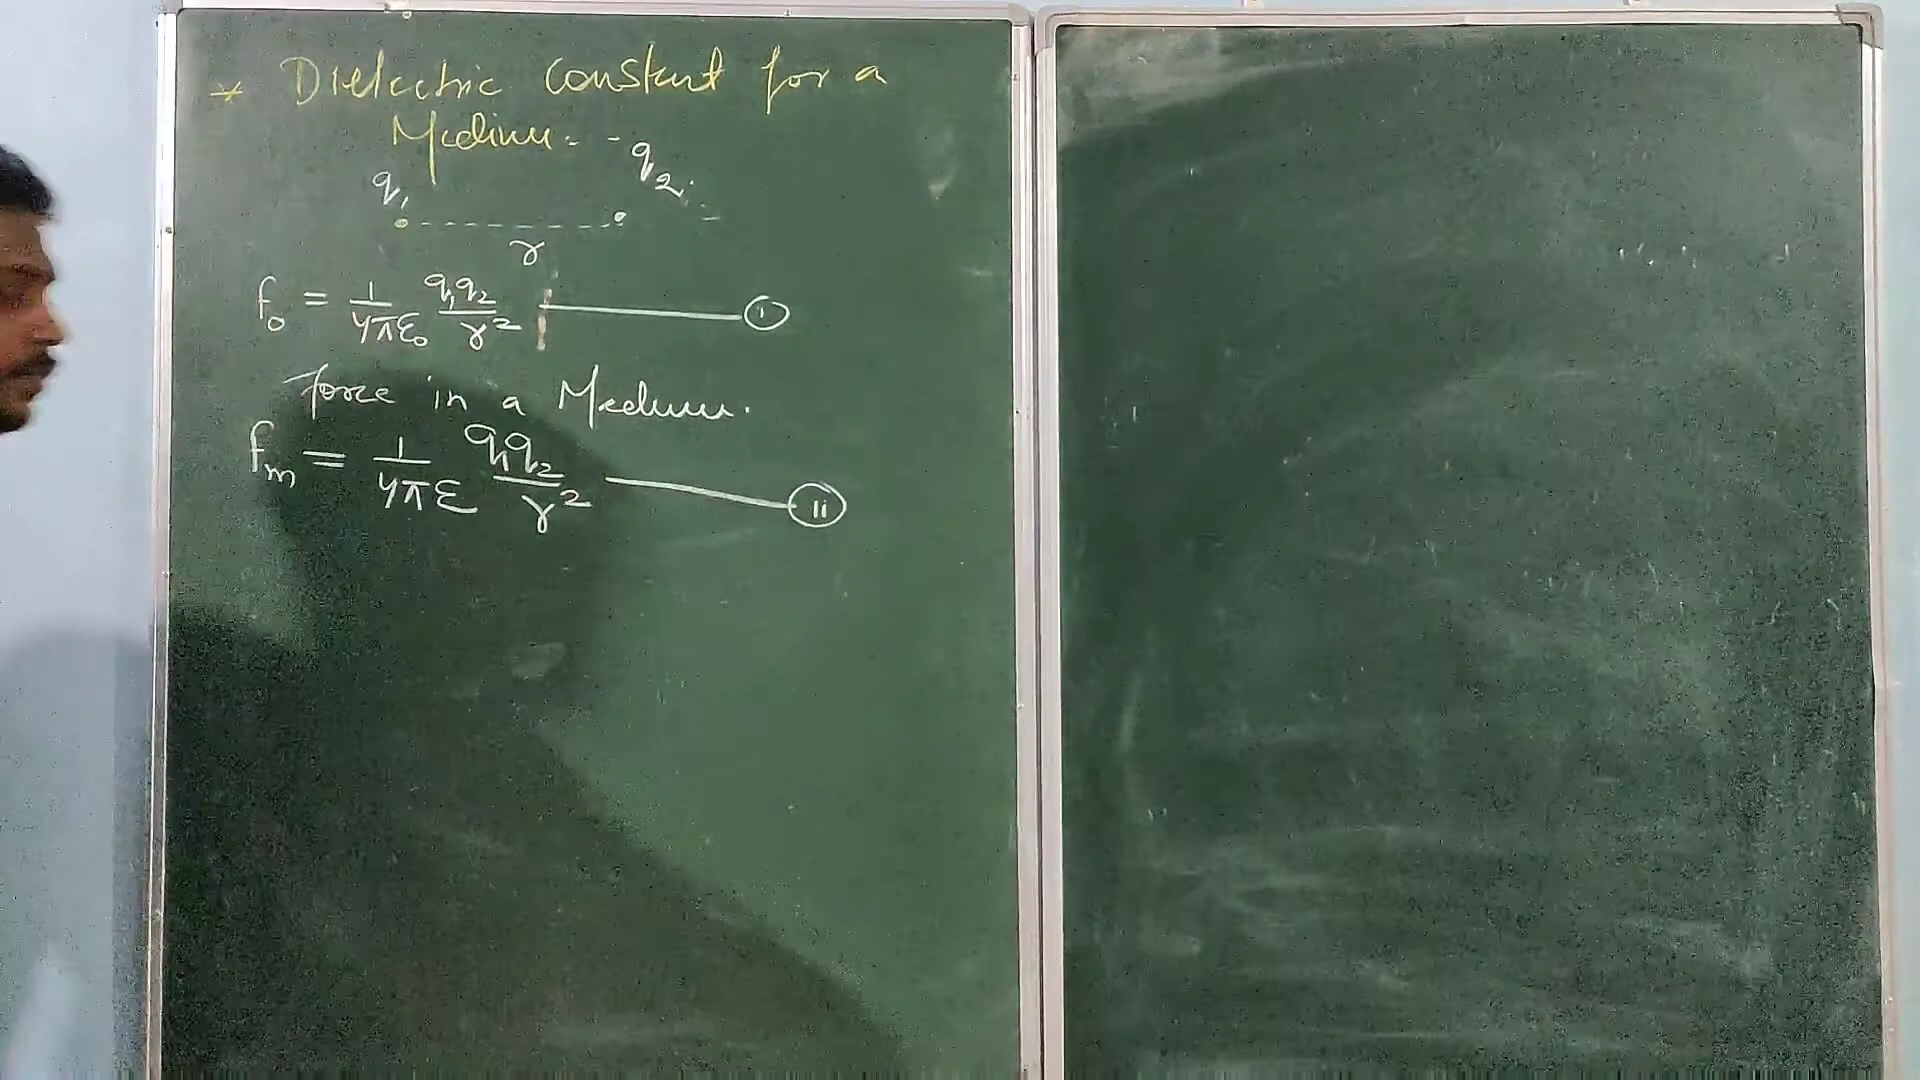 * Dielectric constant for a
Medium. -
q₁ q₂
r
f₀ = 1/4πε₀ q₁q₂/r² (i)
force in a Medium.
fm = 1/4πε q₁q₂/r² (ii)